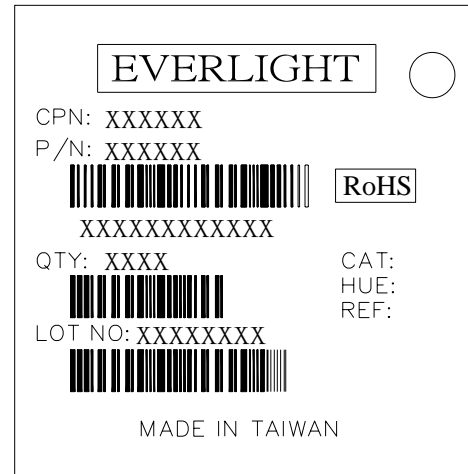 EVERLIGHT
CPN: XXXXXX
P/N: XXXXXX
RoHS
XXXXXXXXXXXX
QTY: XXXX
CAT:
HUE:
REF:
LOT NO: XXXXXXXX
MADE IN TAIWAN